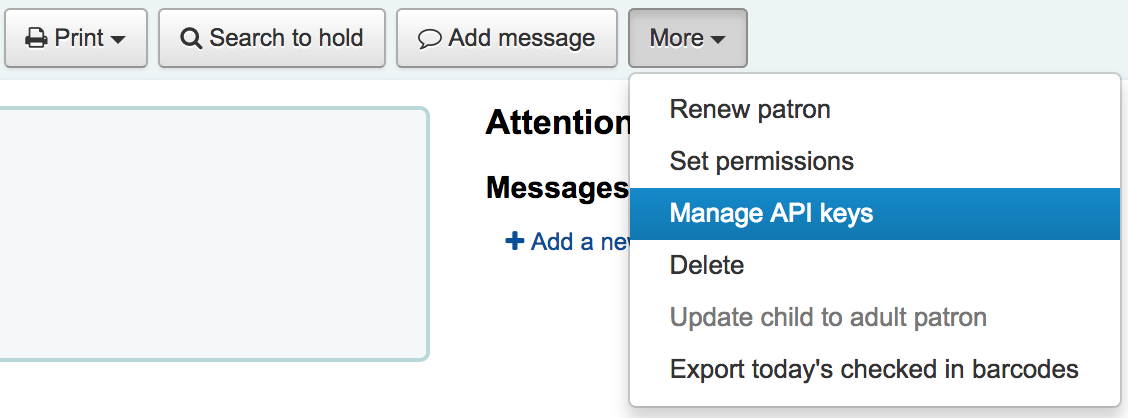 Print
Search to hold
Add message
More
Attention
Messages
Add a new
Renew patron
Set permissions
Manage API keys
Delete
Update child to adult patron
Export today's checked in barcodes